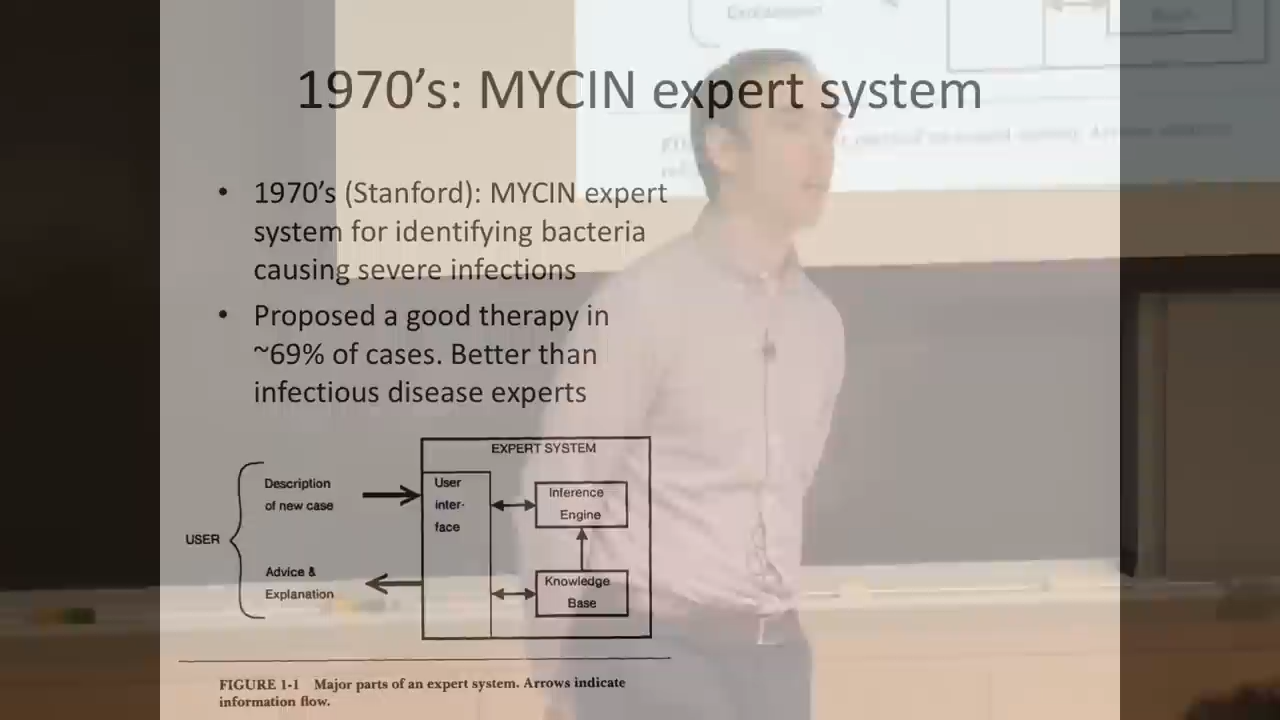 1970's: MYCIN expert system
• 1970's (Stanford): MYCIN expert
system for identifying bacteria
causing severe infections
• Proposed a good therapy in
~69% of cases. Better than
infectious disease experts
EXPERT SYSTEM
USER
Description
of new case
Advice &
Explanation
User
inter-
face
Inference
Engine
Knowledge
Base
FIGURE 1-1 Major parts of an expert system. Arrows indicate
information flow.